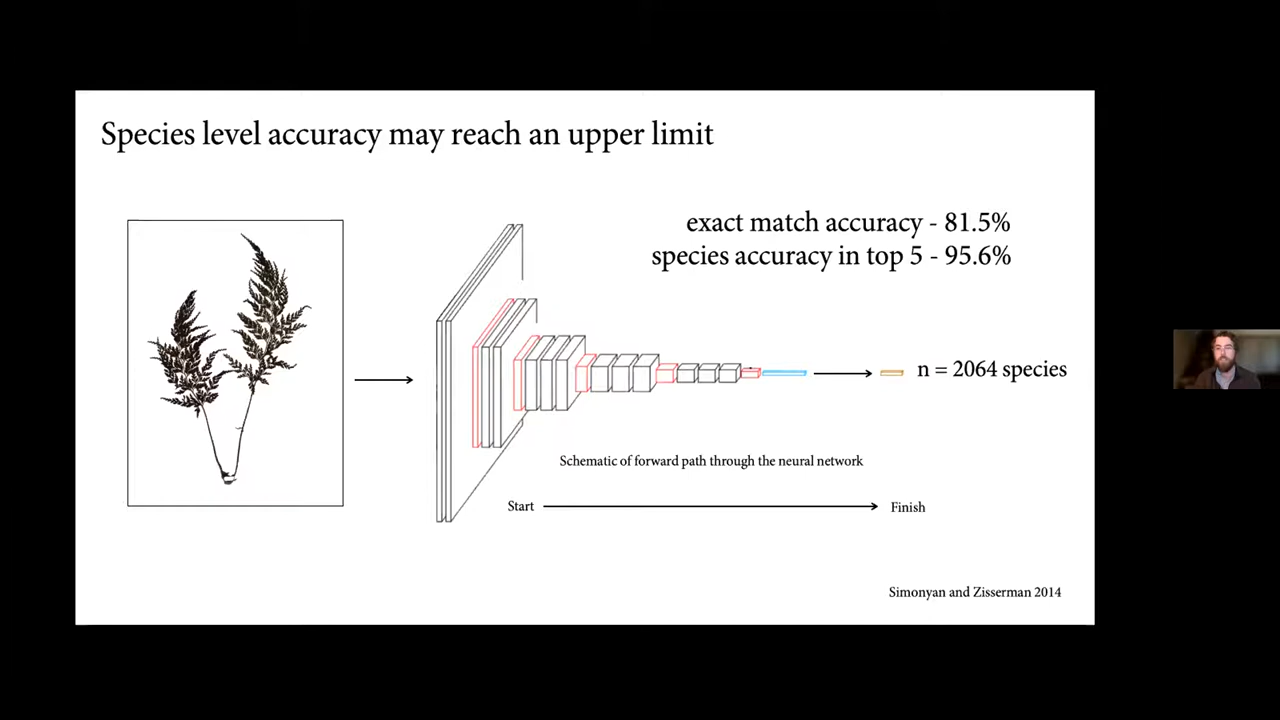 Species level accuracy may reach an upper limit
exact match accuracy - 81.5%
species accuracy in top 5 - 95.6%
n = 2064 species
Schematic of forward path through the neural network
Start
Finish
Simonyan and Zisserman 2014